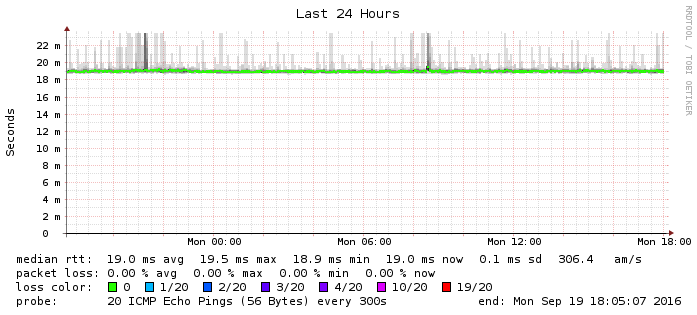 Last 24 Hours
RRDTOOL / TOBI OETIKER
Seconds
22 m
20 m
18 m
16 m
14 m
12 m
10 m
8 m
6 m
4 m
2 m
0
Mon 00:00 Mon 06:00 Mon 12:00 Mon 18:00
median rtt: 19.0 ms avg 19.5 ms max 18.9 ms min 19.0 ms now 0.1 ms sd 306.4 am/s
packet loss: 0.00 % avg 0.00 % max 0.00 % min 0.00 % now
loss color: 0 1/20 2/20 3/20 4/20 10/20 19/20
probe: 20 ICMP Echo Pings (56 Bytes) every 300s end: Mon Sep 19 18:05:07 2016